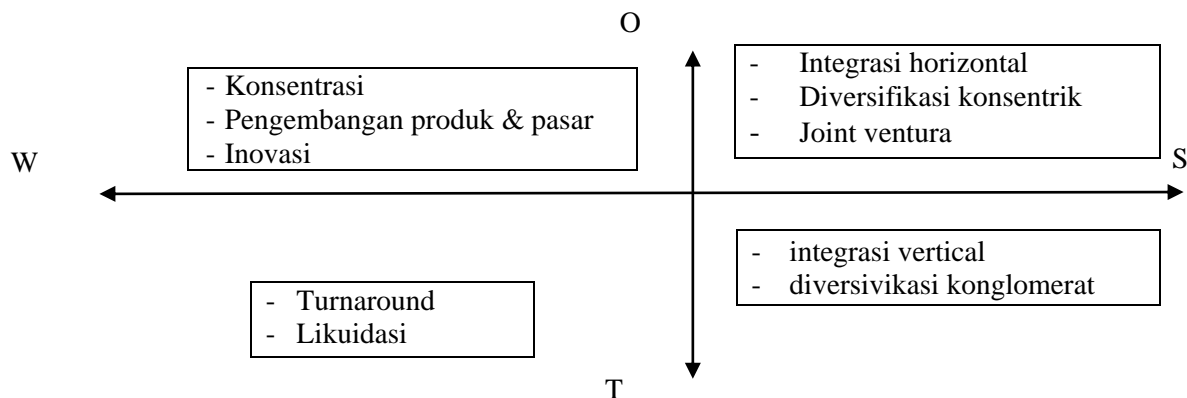 O
- Konsentrasi
- Pengembangan produk & pasar
- Inovasi
- Integrasi horizontal
- Diversifikasi konsentrik
- Joint ventura
W
S
- integrasi vertical
- diversivikasi konglomerat
- Turnaround
- Likuidasi
T